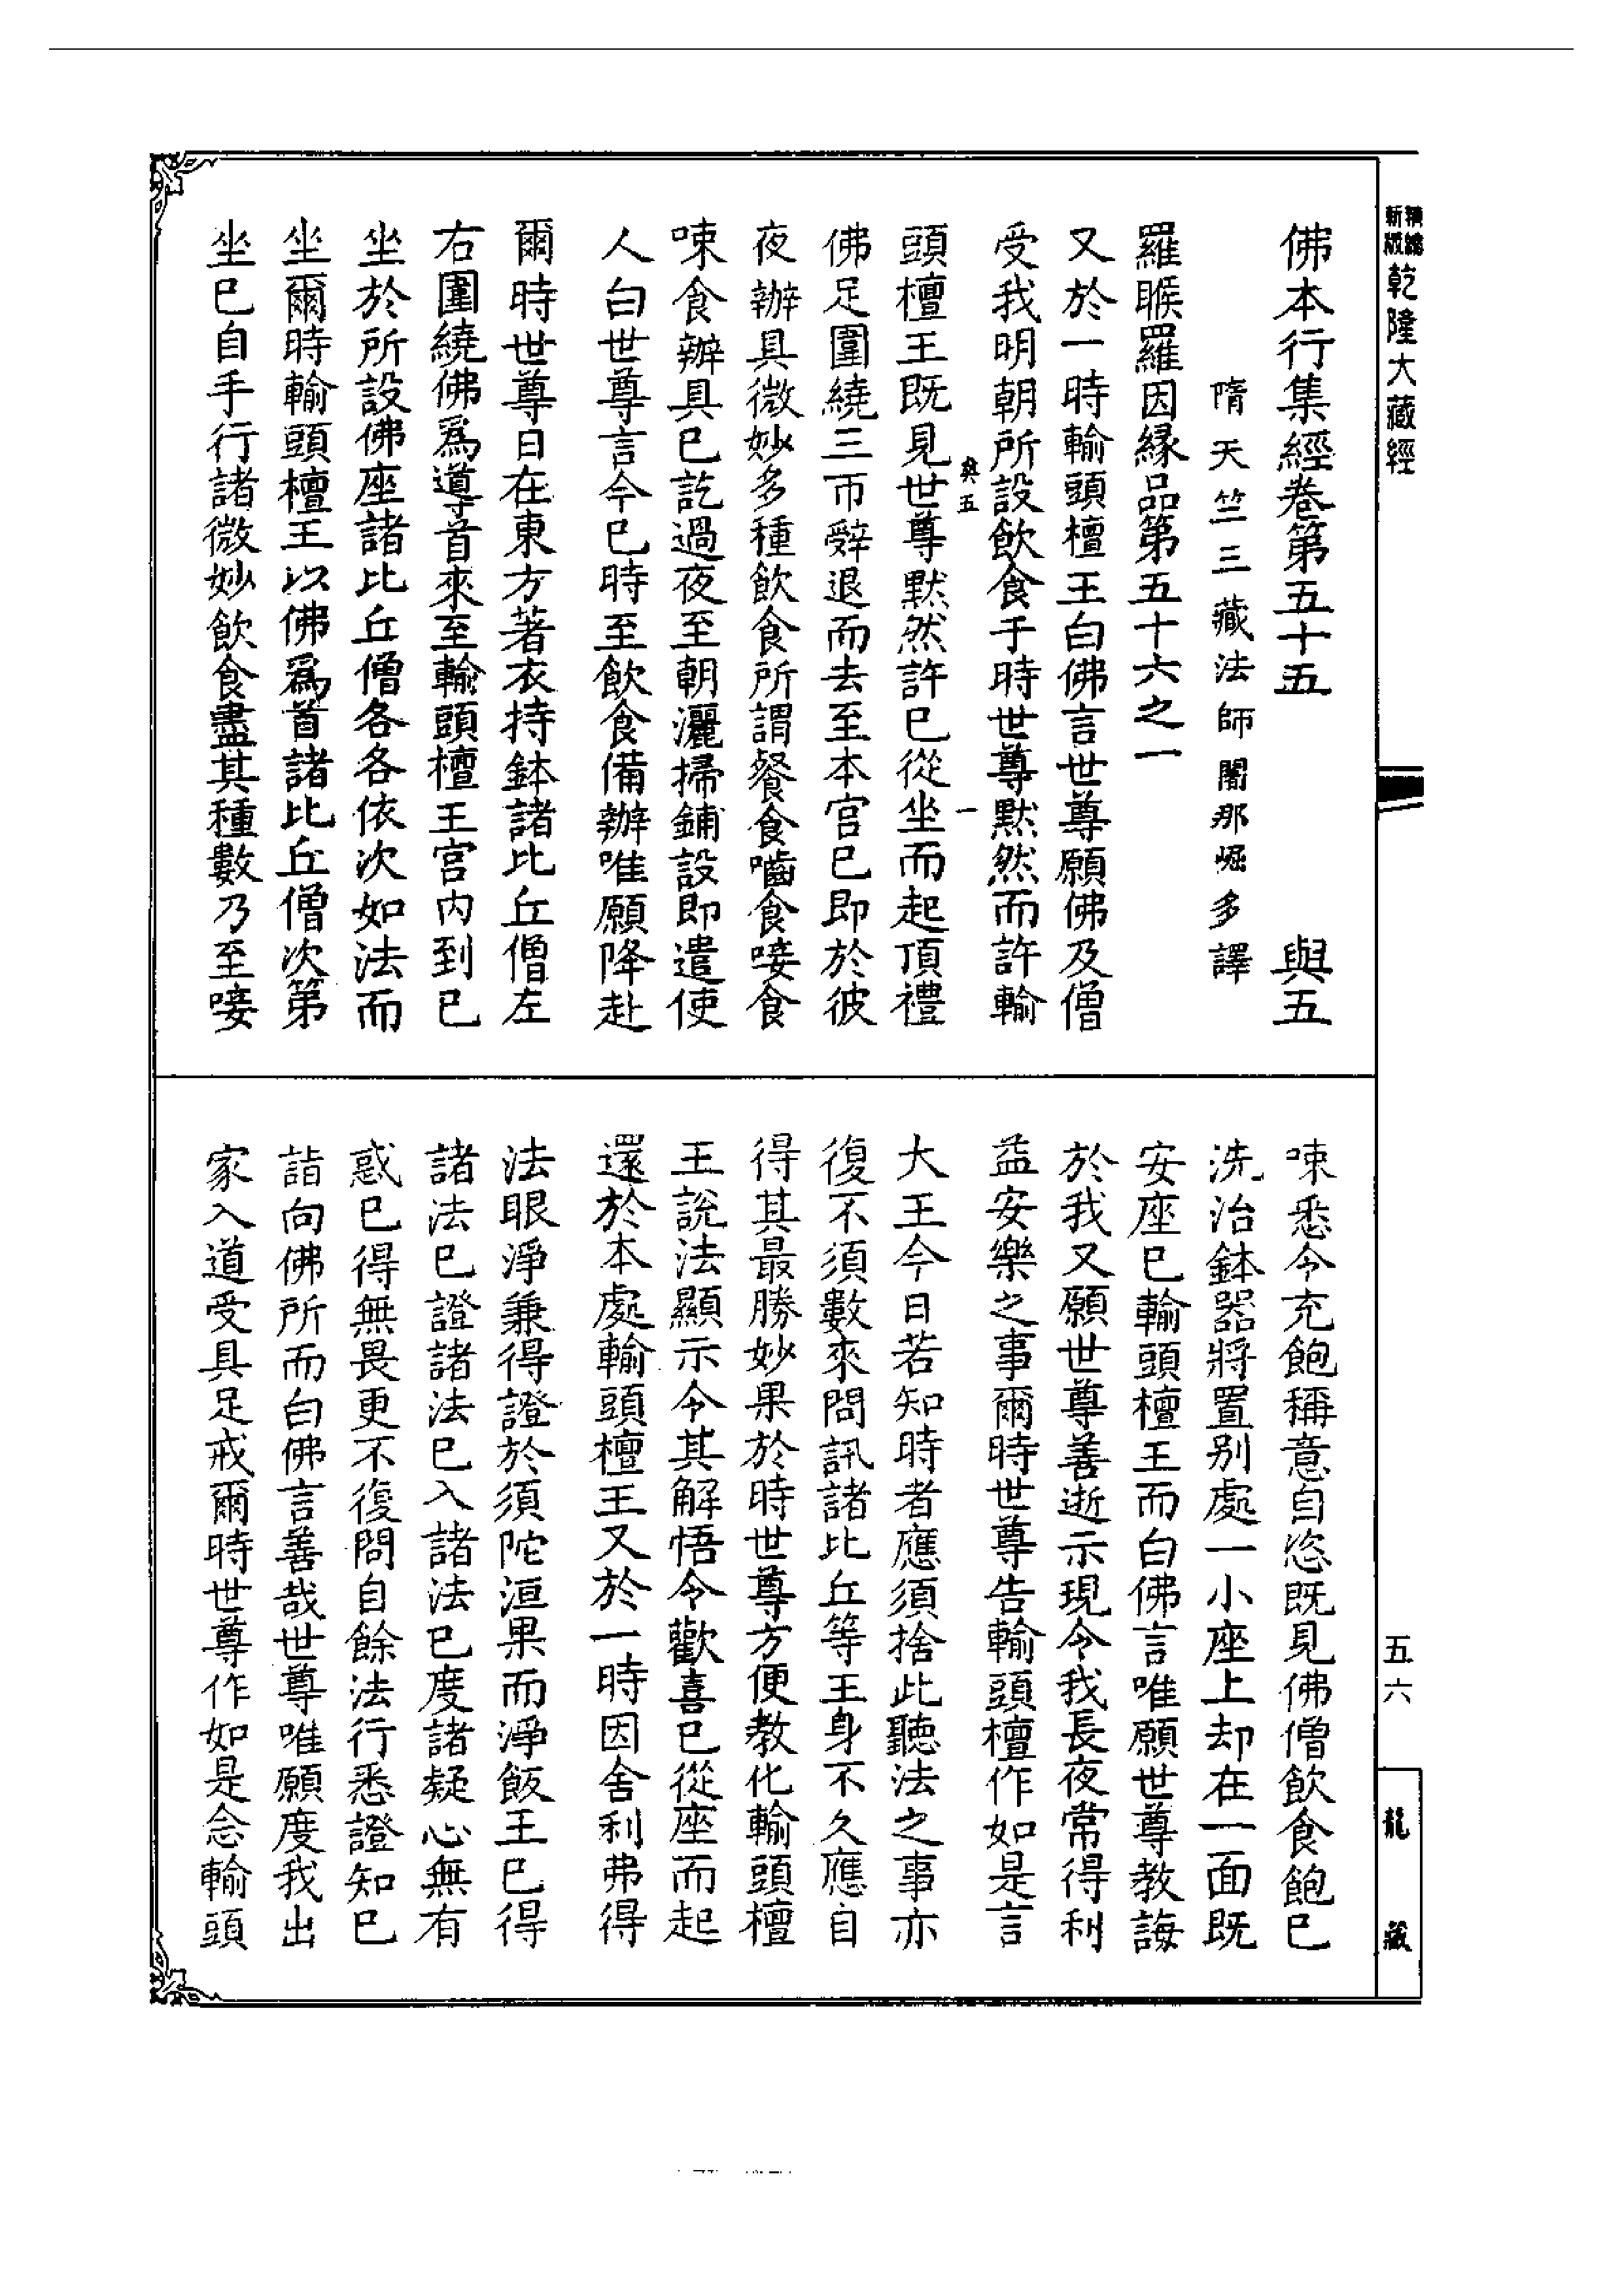 精編新版乾隆大藏經
佛本行集經卷第五十五 與五
隋天竺三藏法師闍那崛多譯
羅睺羅因緣品第五十六之一
又於一時輸頭檀王白佛言世尊願佛及僧
受我明朝所設飲食于時世尊默然而許輸
與五 一
頭檀王既見世尊默然許已從坐而起頂禮
佛足圍繞三帀辭退而去至本宮已即於彼
夜辦具微妙多種飲食所謂餐食嚙食唼食
㖨食辦具已訖過夜至朝灑掃鋪設即遣使
人白世尊言今已時至飲食備辦唯願降赴
爾時世尊日在東方著衣持鉢諸比丘僧左
右圍繞佛為導首來至輸頭檀王宮內到已
坐於所設佛座諸比丘僧各各依次如法而
坐爾時輸頭檀王以佛為首諸比丘僧次第
坐已自手行諸微妙飲食盡其種數乃至唼
㖨悉令充飽稱意自恣既見佛僧飲食飽已
洗治鉢器將置別處一小座上却在一面既
安座已輸頭檀王而白佛言唯願世尊教誨
於我又願世尊善逝示現令我長夜常得利
益安樂之事爾時世尊告輸頭檀作如是言
大王今日若知時者應須捨此聽法之事亦
復不須數來問訊諸比丘等王身不久應自
得其最勝妙果於時世尊方便教化輸頭檀
王說法顯示令其解悟令歡喜已從座而起
還於本處輸頭檀王又於一時因舍利弗得
法眼淨兼得證於須陀洹果而淨飯王已得
諸法已證諸法已入諸法已度諸疑心無有
惑已得無畏更不復問自餘法行悉證知已
詣向佛所而白佛言善哉世尊唯願度我出
家入道受具足戒爾時世尊作如是念輸頭
五六
龍藏